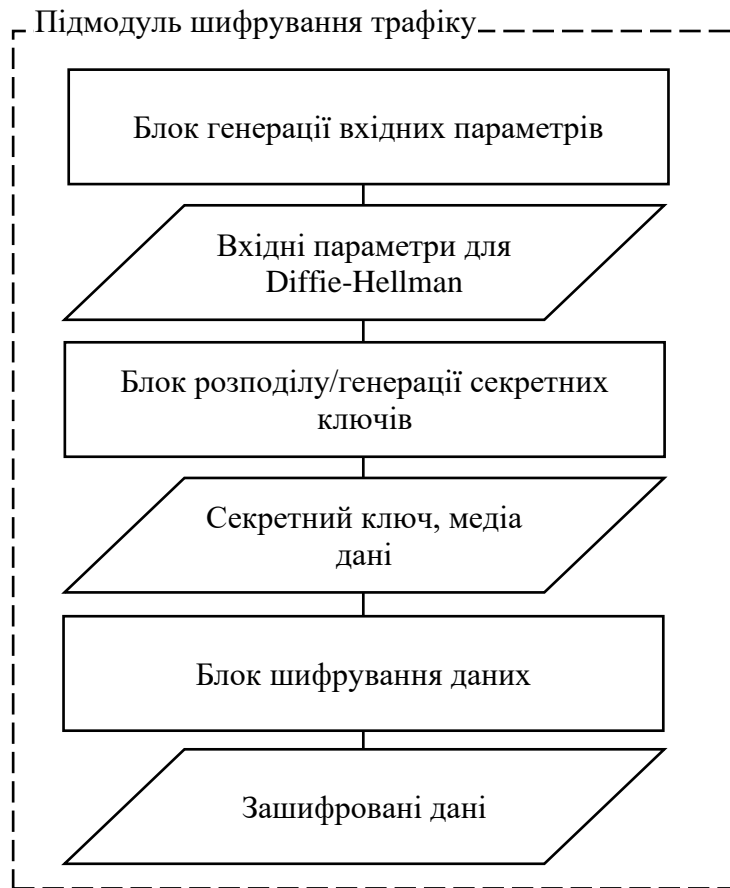 Підмодуль шифрування трафіку
Блок генерації вхідних параметрів
Вхідні параметри для
Diffie-Hellman
Блок розподілу/генерації секретних
ключів
Секретний ключ, медіа
дані
Блок шифрування даних
Зашифровані дані